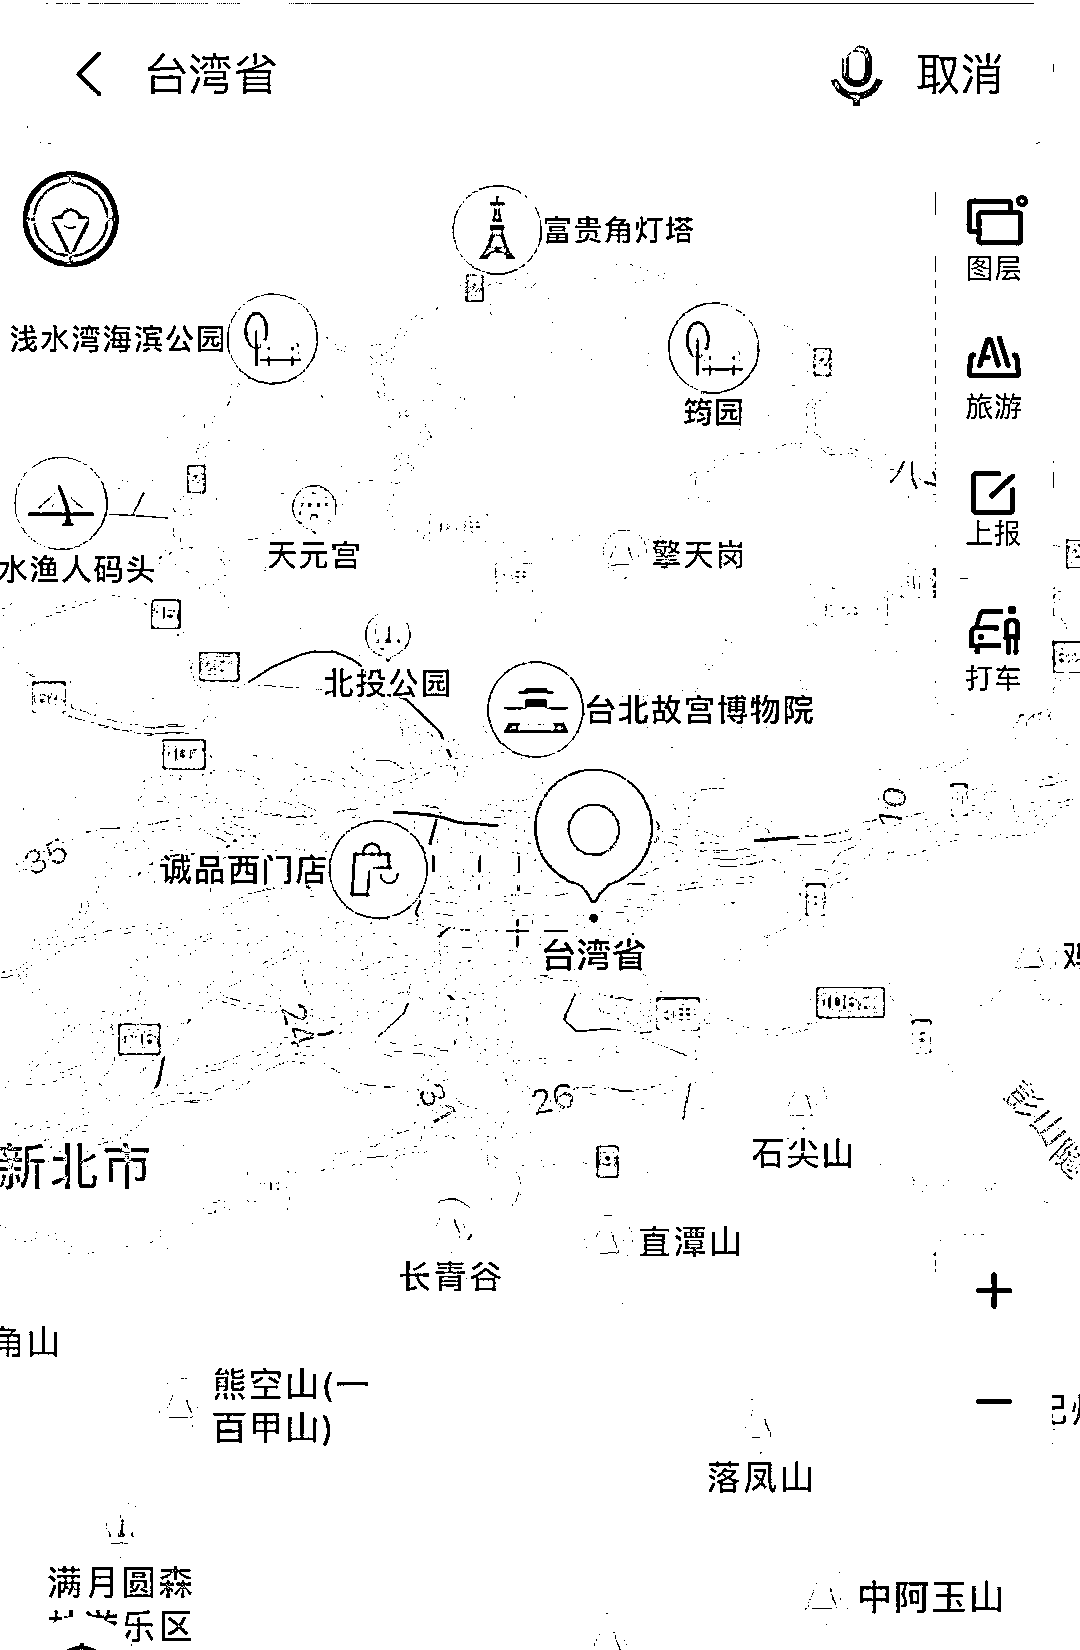 台湾省
取消
富贵角灯塔
图层
浅水湾海滨公园
筠园
旅游
八
上报
天元宫
擎天岗
水渔人码头
北投公园
打车
台北故宫博物院
10
35
诚品西门店
台湾省
106乙
24
31
26
石尖山
新北市
直潭山
长青谷
角山
熊空山(一
百甲山)
落凤山
满月圆森
乐区
中阿玉山